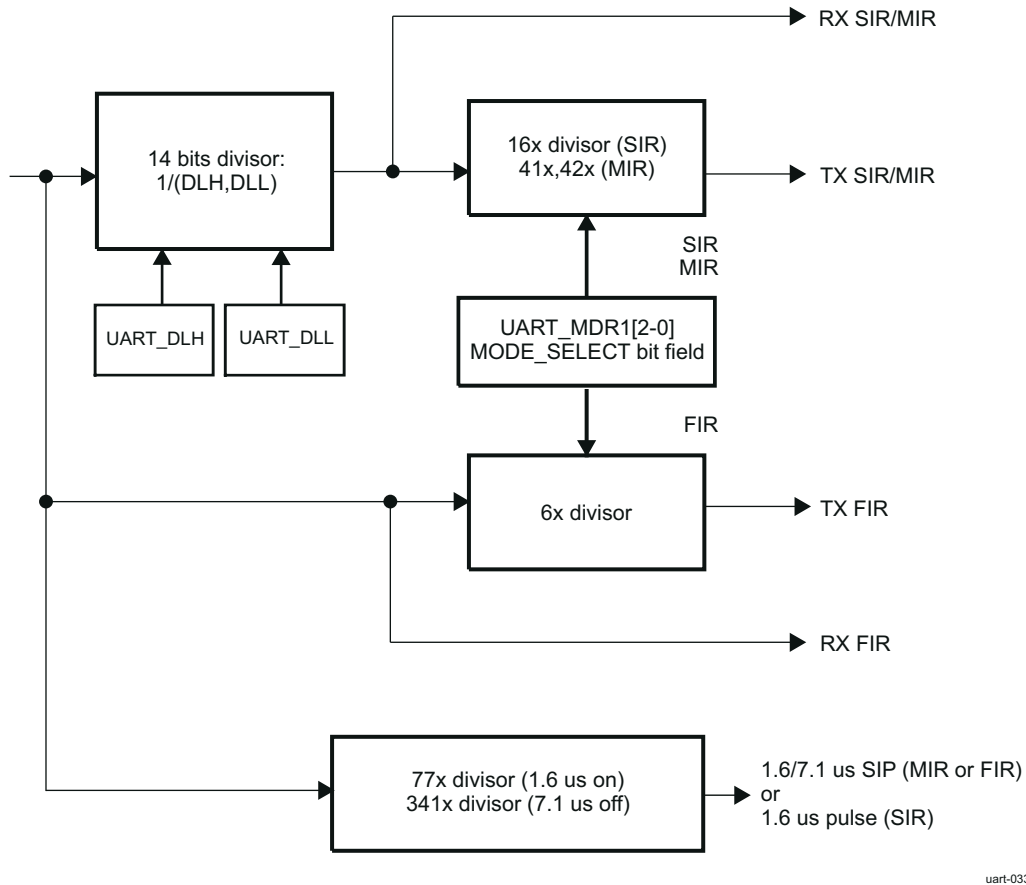 RX SIR/MIR
14 bits divisor:
1/(DLH,DLL)
16x divisor (SIR)
41x,42x (MIR)
TX SIR/MIR
SIR
MIR
UART_DLH
UART_DLL
UART_MDR1[2-0]
MODE_SELECT bit field
FIR
6x divisor
TX FIR
RX FIR
77x divisor (1.6 us on)
341x divisor (7.1 us off)
1.6/7.1 us SIP (MIR or FIR)
or
1.6 us pulse (SIR)
uart-033